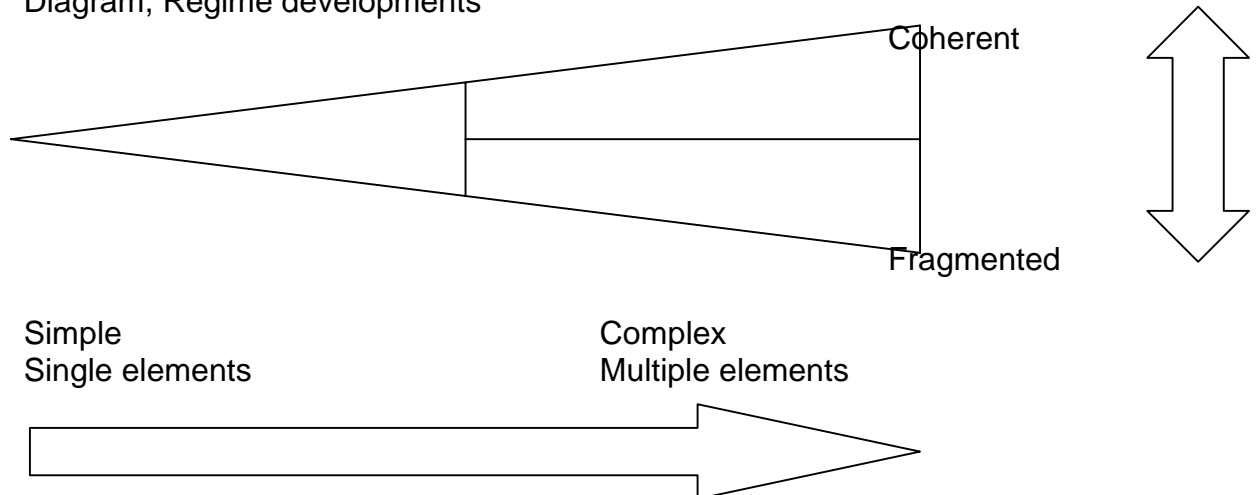 Diagram, Regime developments
Coherent
Fragmented
Simple
Complex
Single elements
Multiple elements